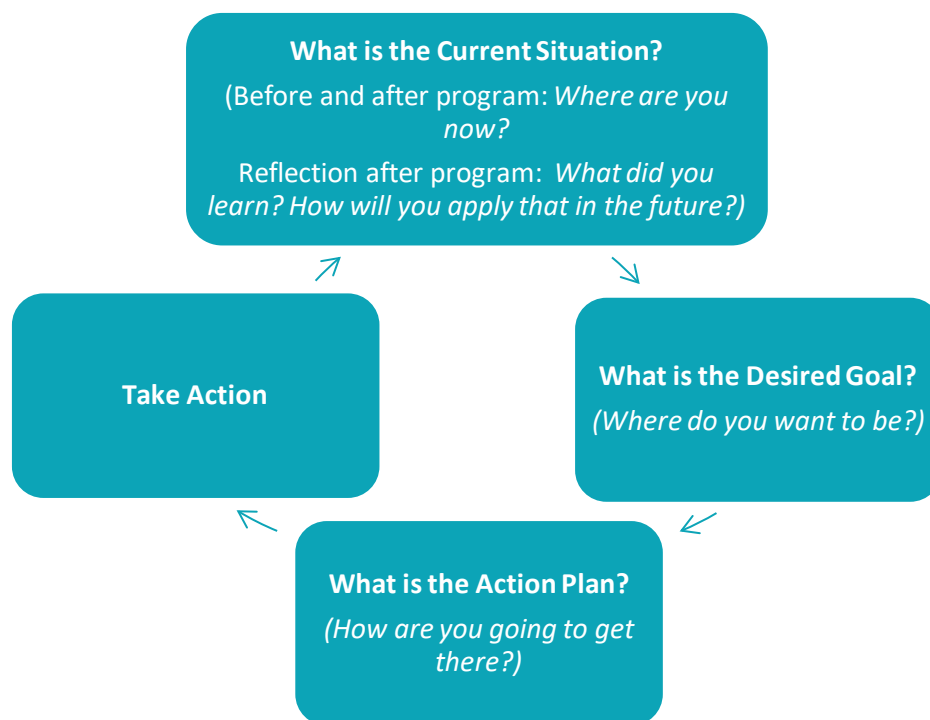 What is the Current Situation?
(Before and after program: Where are you
now?
Reflection after program: What did you
learn? How will you apply that in the future?)
What is the Desired Goal?
(Where do you want to be?)
What is the Action Plan?
(How are you going to get
there?)
Take Action